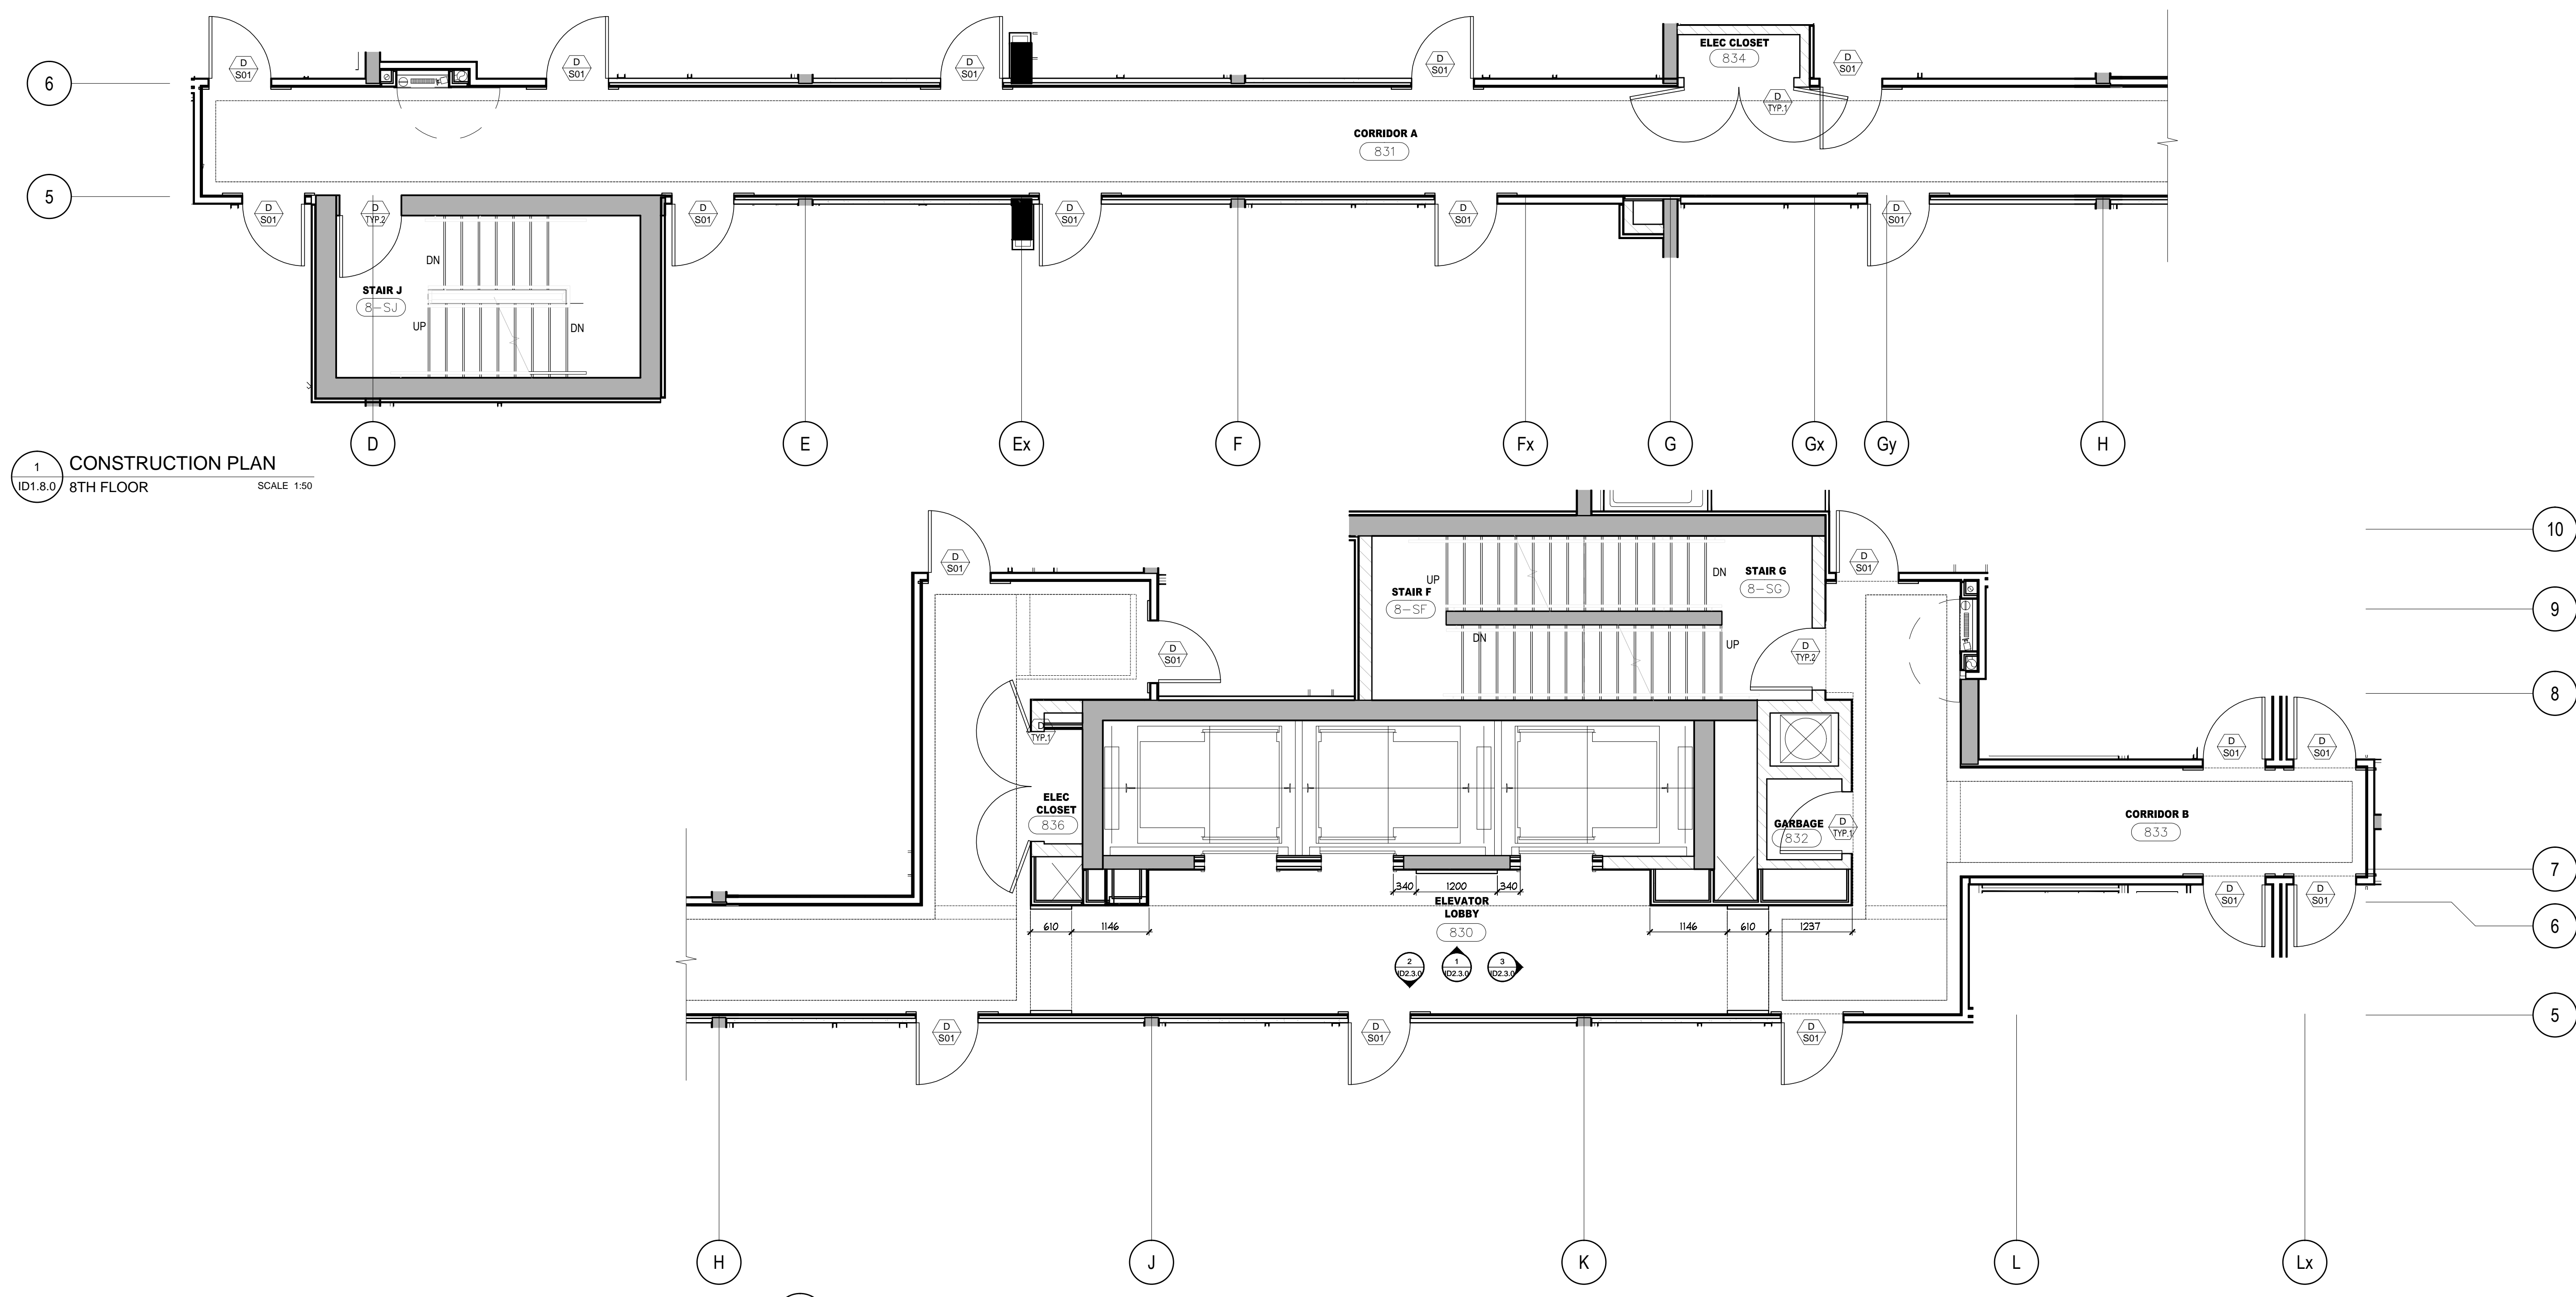 D
S01
D
S01
D
S01
D
S01
ELEC CLOSET
834
D
S01
D
TYP.1
6
CORRIDOR A
831
5
D
S01
D
TYP.2
D
S01
D
S01
D
S01
D
S01
DN
STAIR J
8-SJ
UP
DN
D
E
Ex
F
Fx
G
Gx
Gy
H
1
ID1.8.0
CONSTRUCTION PLAN
8TH FLOOR
SCALE 1:50
10
D
S01
D
S01
UP
DN
STAIR F
8-SF
STAIR G
8-SG
9
D
S01
DN
UP
D
TYP.2
8
D
TYP.1
D
S01
D
S01
ELEC
CLOSET
836
GARBAGE
832
D
TYP.1
CORRIDOR B
833
7
340
1200
340
D
S01
D
S01
ELEVATOR
LOBBY
830
610
1146
1146
610
1237
6
2
ID2.3.0
1
ID2.3.0
3
ID2.3.0
5
D
S01
D
S01
D
S01
H
J
K
L
Lx